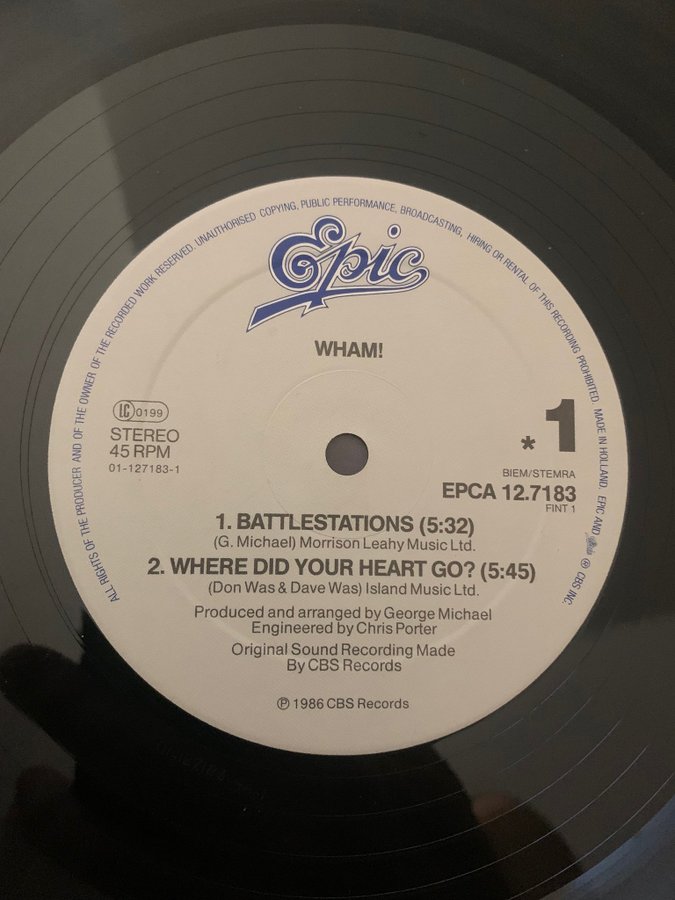 ALL RIGHTS OF THE PRODUCER AND OF THE OWNER OF THE RECORDED WORK RESERVED. UNAUTHORISED COPYING, PUBLIC PERFORMANCE, BROADCASTING, HIRING OR RENTAL OF THIS RECORDING PROHIBITED. MADE IN HOLLAND. EPIC AND ® CBS INC.
Epic
WHAM!
LC 0199
STEREO
45 RPM
01-127183-1
* 1
BIEM/STEMRA
EPCA 12.7183
FINT 1
1. BATTLESTATIONS (5:32)
(G. Michael) Morrison Leahy Music Ltd.
2. WHERE DID YOUR HEART GO? (5:45)
(Don Was & Dave Was) Island Music Ltd.
Produced and arranged by George Michael
Engineered by Chris Porter
Original Sound Recording Made
By CBS Records
℗ 1986 CBS Records